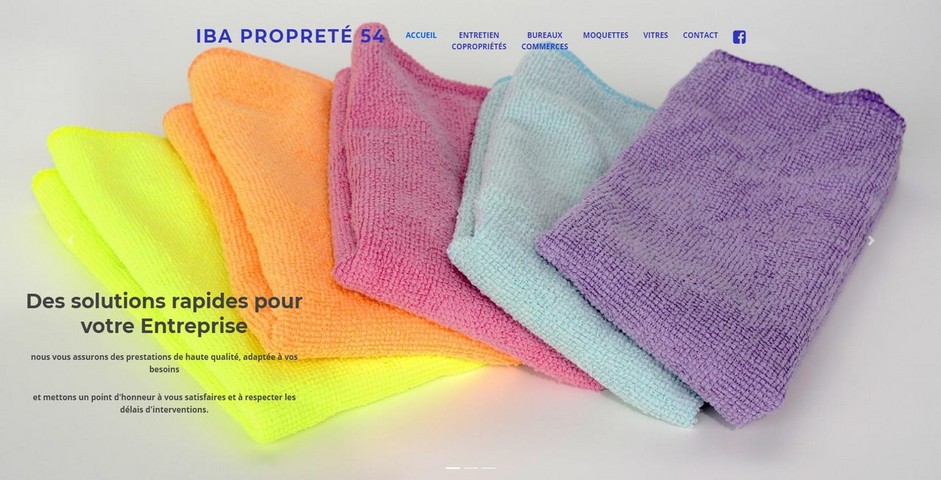 IBA PROPRETÉ 54
ACCUEIL
ENTRETIEN
COPROPRIÉTÉS
BUREAUX
COMMERCES
MOQUETTES
VITRES
CONTACT
Des solutions rapides pour
votre Entreprise
nous vous assurons des prestations de haute qualité, adaptée à vos
besoins
et mettons un point d'honneur à vous satisfaires et à respecter les
délais d'interventions.